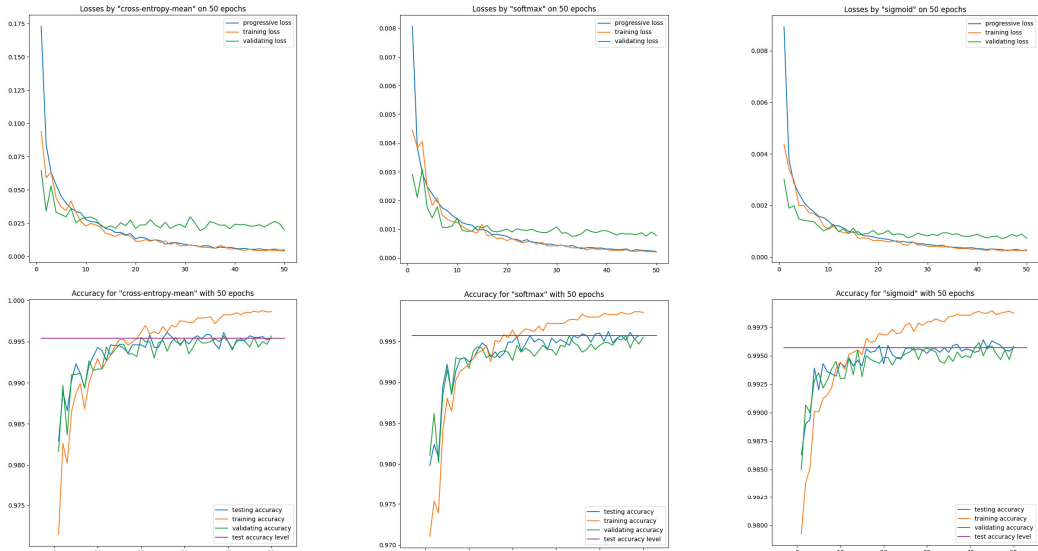 Losses by "cross-entropy-mean" on 50 epochs
0.175
0.150
0.125
0.100
0.075
0.050
0.025
0.000
progressive loss
training loss
validating loss
0 10 20 30 40 50
Losses by "softmax" on 50 epochs
0.008
0.006
0.004
0.003
0.002
0.001
0.000
progressive loss
training loss
validating loss
0 10 20 30 40 50
Losses by "sigmoid" on 50 epochs
0.008
0.006
0.004
0.002
0.000
progressive loss
training loss
validating loss
0 10 20 30 40 50
Accuracy for "cross-entropy-mean" with 50 epochs
1.000
0.995
0.990
0.985
0.980
0.975
testing accuracy
training accuracy
validating accuracy
test accuracy level
Accuracy for "softmax" with 50 epochs
0.995
0.990
0.985
0.980
0.975
0.970
testing accuracy
training accuracy
validating accuracy
test accuracy level
Accuracy for "sigmoid" with 50 epochs
0.9975
0.9950
0.9925
0.9900
0.9875
0.9850
0.9825
0.9800
testing accuracy
training accuracy
validating accuracy
test accuracy level